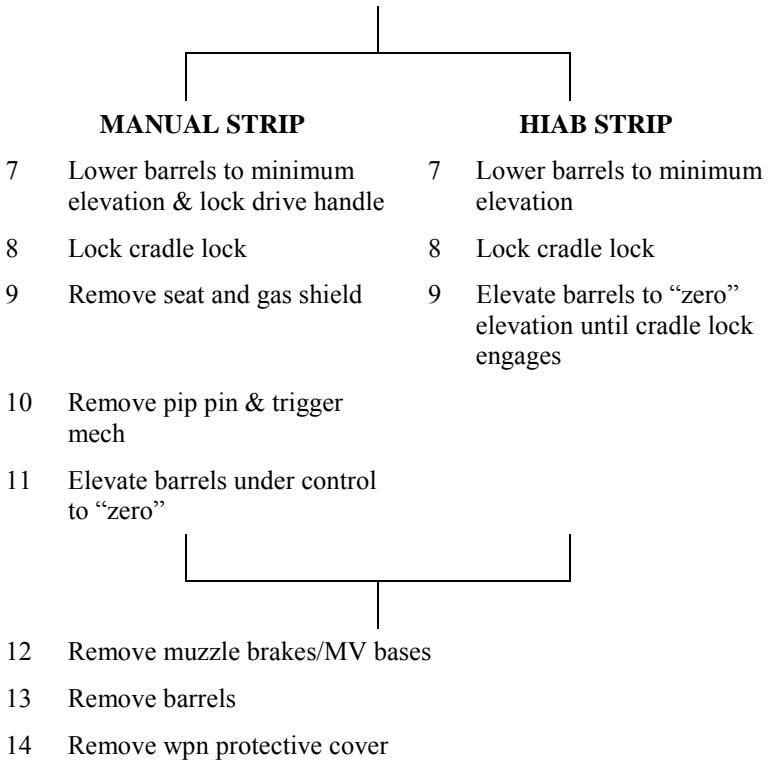 MANUAL STRIP
7 Lower barrels to minimum
elevation & lock drive handle
8 Lock cradle lock
9 Remove seat and gas shield
10 Remove pip pin & trigger
mech
11 Elevate barrels under control
to “zero”
HIAB STRIP
7 Lower barrels to minimum
elevation
8 Lock cradle lock
9 Elevate barrels to “zero”
elevation until cradle lock
engages
12 Remove muzzle brakes/MV bases
13 Remove barrels
14 Remove wpn protective cover